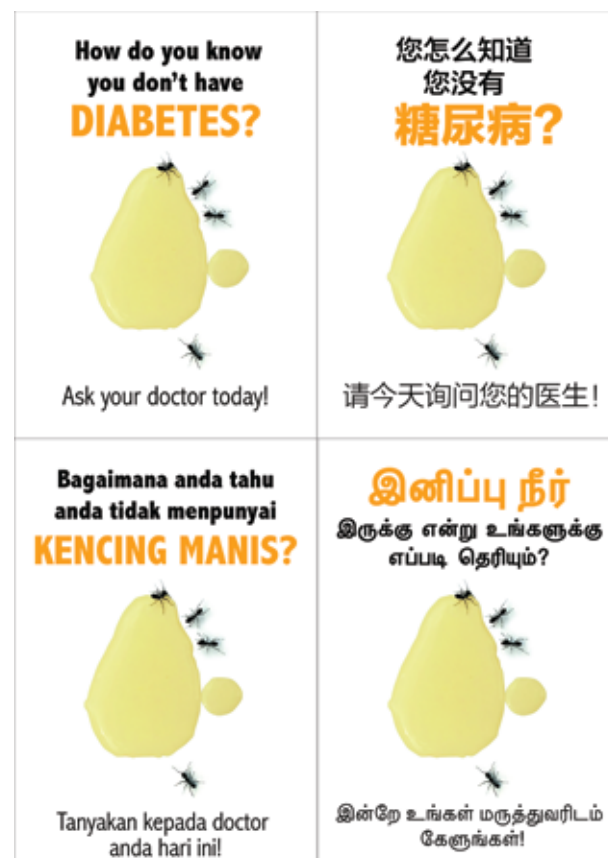 How do you know
you don't have
DIABETES?
Ask your doctor today!
您怎么知道
您没有
糖尿病?
请今天询问您的医生!
Bagaimana anda tahu
anda tidak menpunyai
KENCING MANIS?
Tanyakan kepada doctor
anda hari ini!
இனிப்பு நீர்
இருக்கு என்று உங்களுக்கு
எப்படி தெரியும்?
இன்றே உங்கள் மருத்துவரிடம்
கேளுங்கள்!